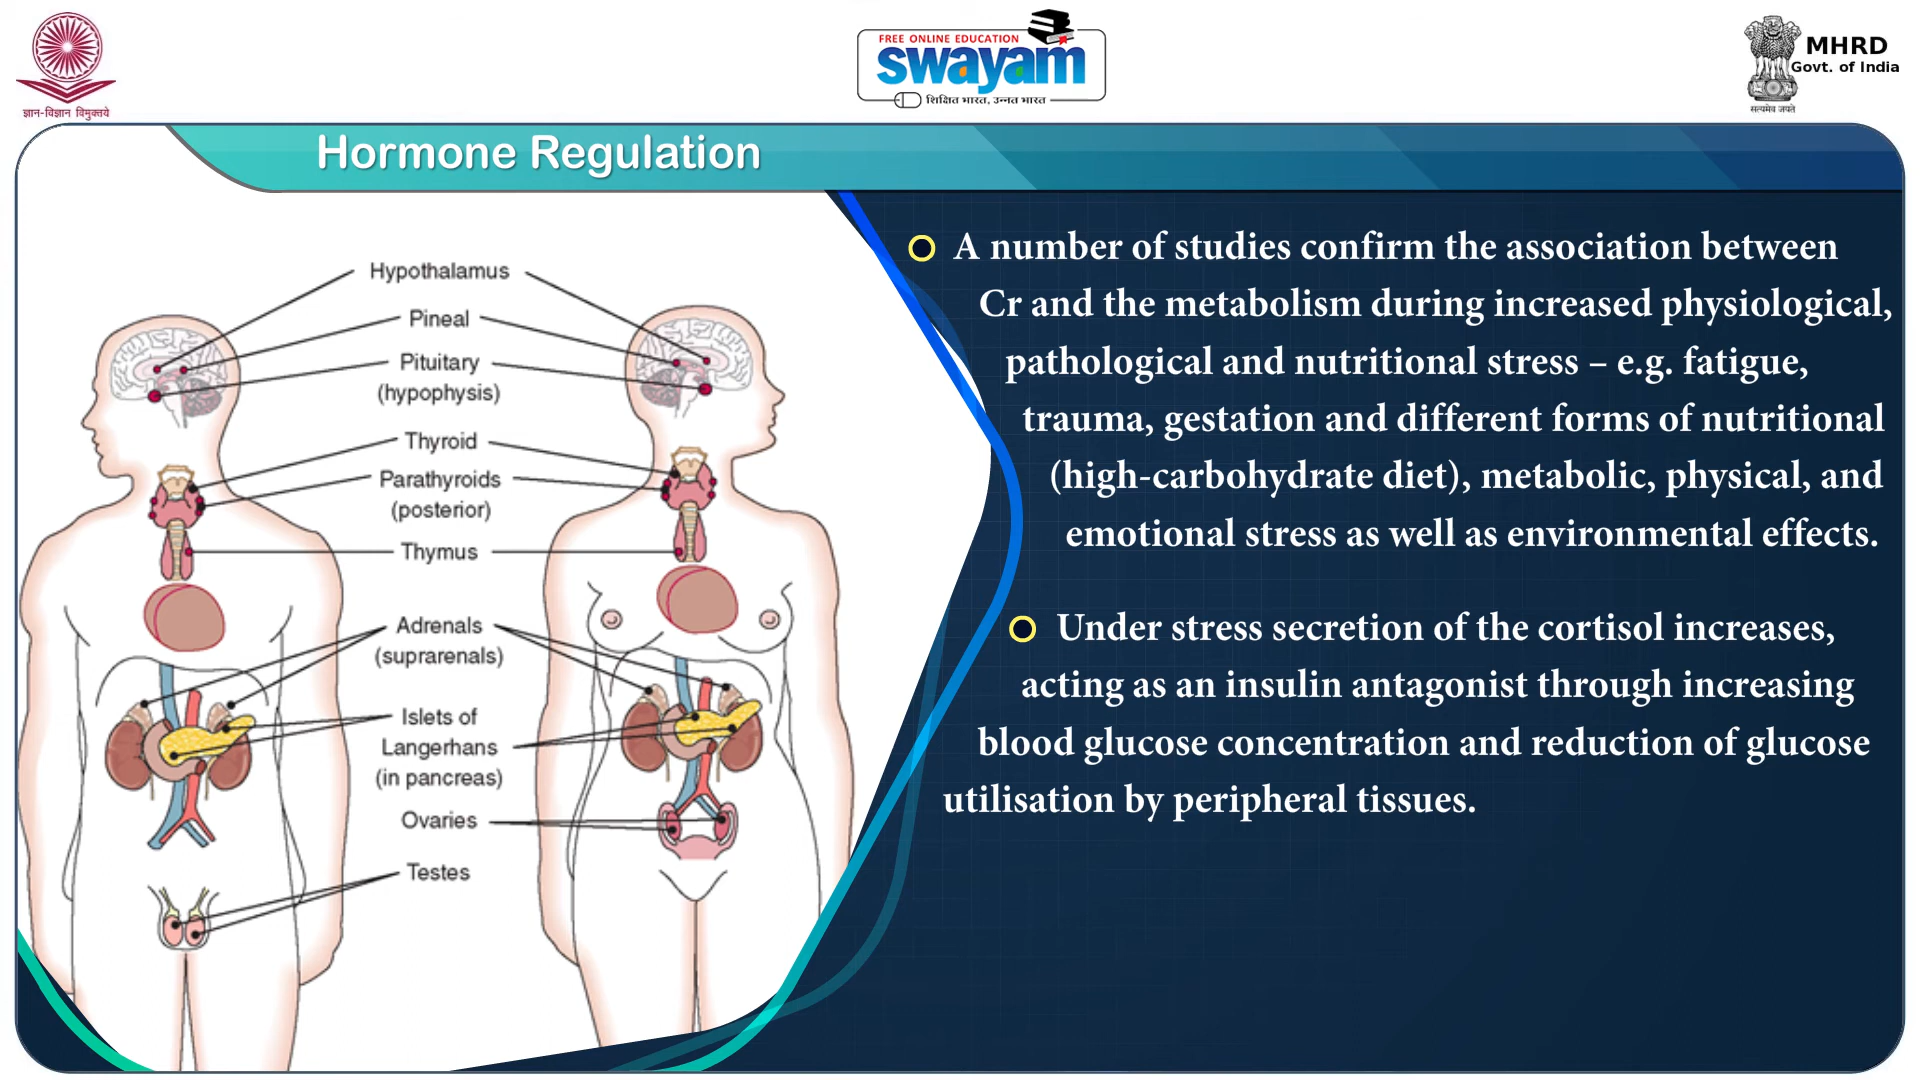 ज्ञान-विज्ञान विमुक्तये
FREE ONLINE EDUCATION
swayam
शिक्षित भारत, उन्नत भारत
MHRD
Govt. of India
सत्यमेव जयते
Hormone Regulation
Hypothalamus
Pineal
Pituitary
(hypophysis)
Thyroid
Parathyroids
(posterior)
Thymus
Adrenals
(suprarenals)
Islets of
Langerhans
(in pancreas)
Ovaries
Testes
A number of studies confirm the association between
Cr and the metabolism during increased physiological,
pathological and nutritional stress – e.g. fatigue,
trauma, gestation and different forms of nutritional
(high-carbohydrate diet), metabolic, physical, and
emotional stress as well as environmental effects.
Under stress secretion of the cortisol increases,
acting as an insulin antagonist through increasing
blood glucose concentration and reduction of glucose
utilisation by peripheral tissues.